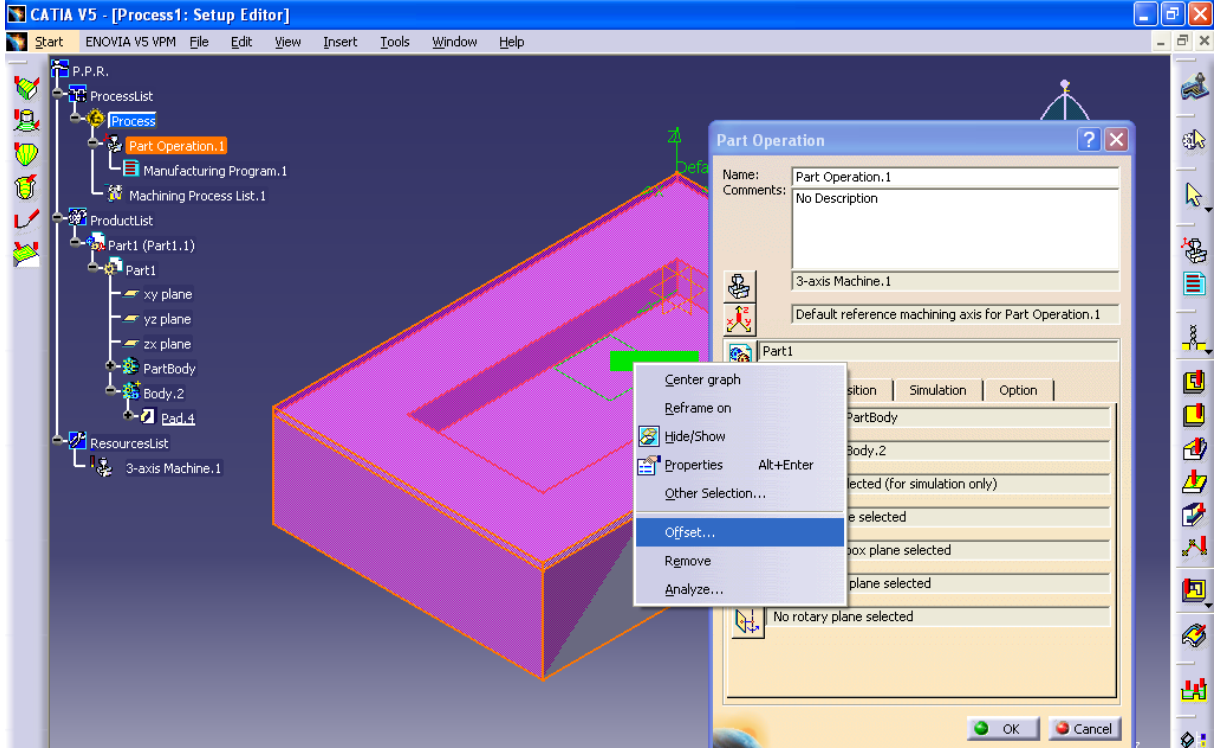 CATIA V5 - [Process1: Setup Editor]
Start ENOVIA V5 VPM File Edit View Insert Tools Window Help
P.P.R.
ProcessList
Process
Part Operation.1
Manufacturing Program.1
Machining Process List.1
ProductList
Part1 (Part1.1)
Part1
xy plane
yz plane
zx plane
PartBody
Body.2
Pad.4
ResourcesList
3-axis Machine.1
Defa
Part Operation
Name: Part Operation.1
Comments: No Description
3-axis Machine.1
Default reference machining axis for Part Operation.1
Part1
sition Simulation Option
PartBody
Body.2
lected (for simulation only)
e selected
box plane selected
plane selected
No rotary plane selected
OK Cancel
Center graph
Reframe on
Hide/Show
Properties Alt+Enter
Other Selection...
Offset...
Remove
Analyze...